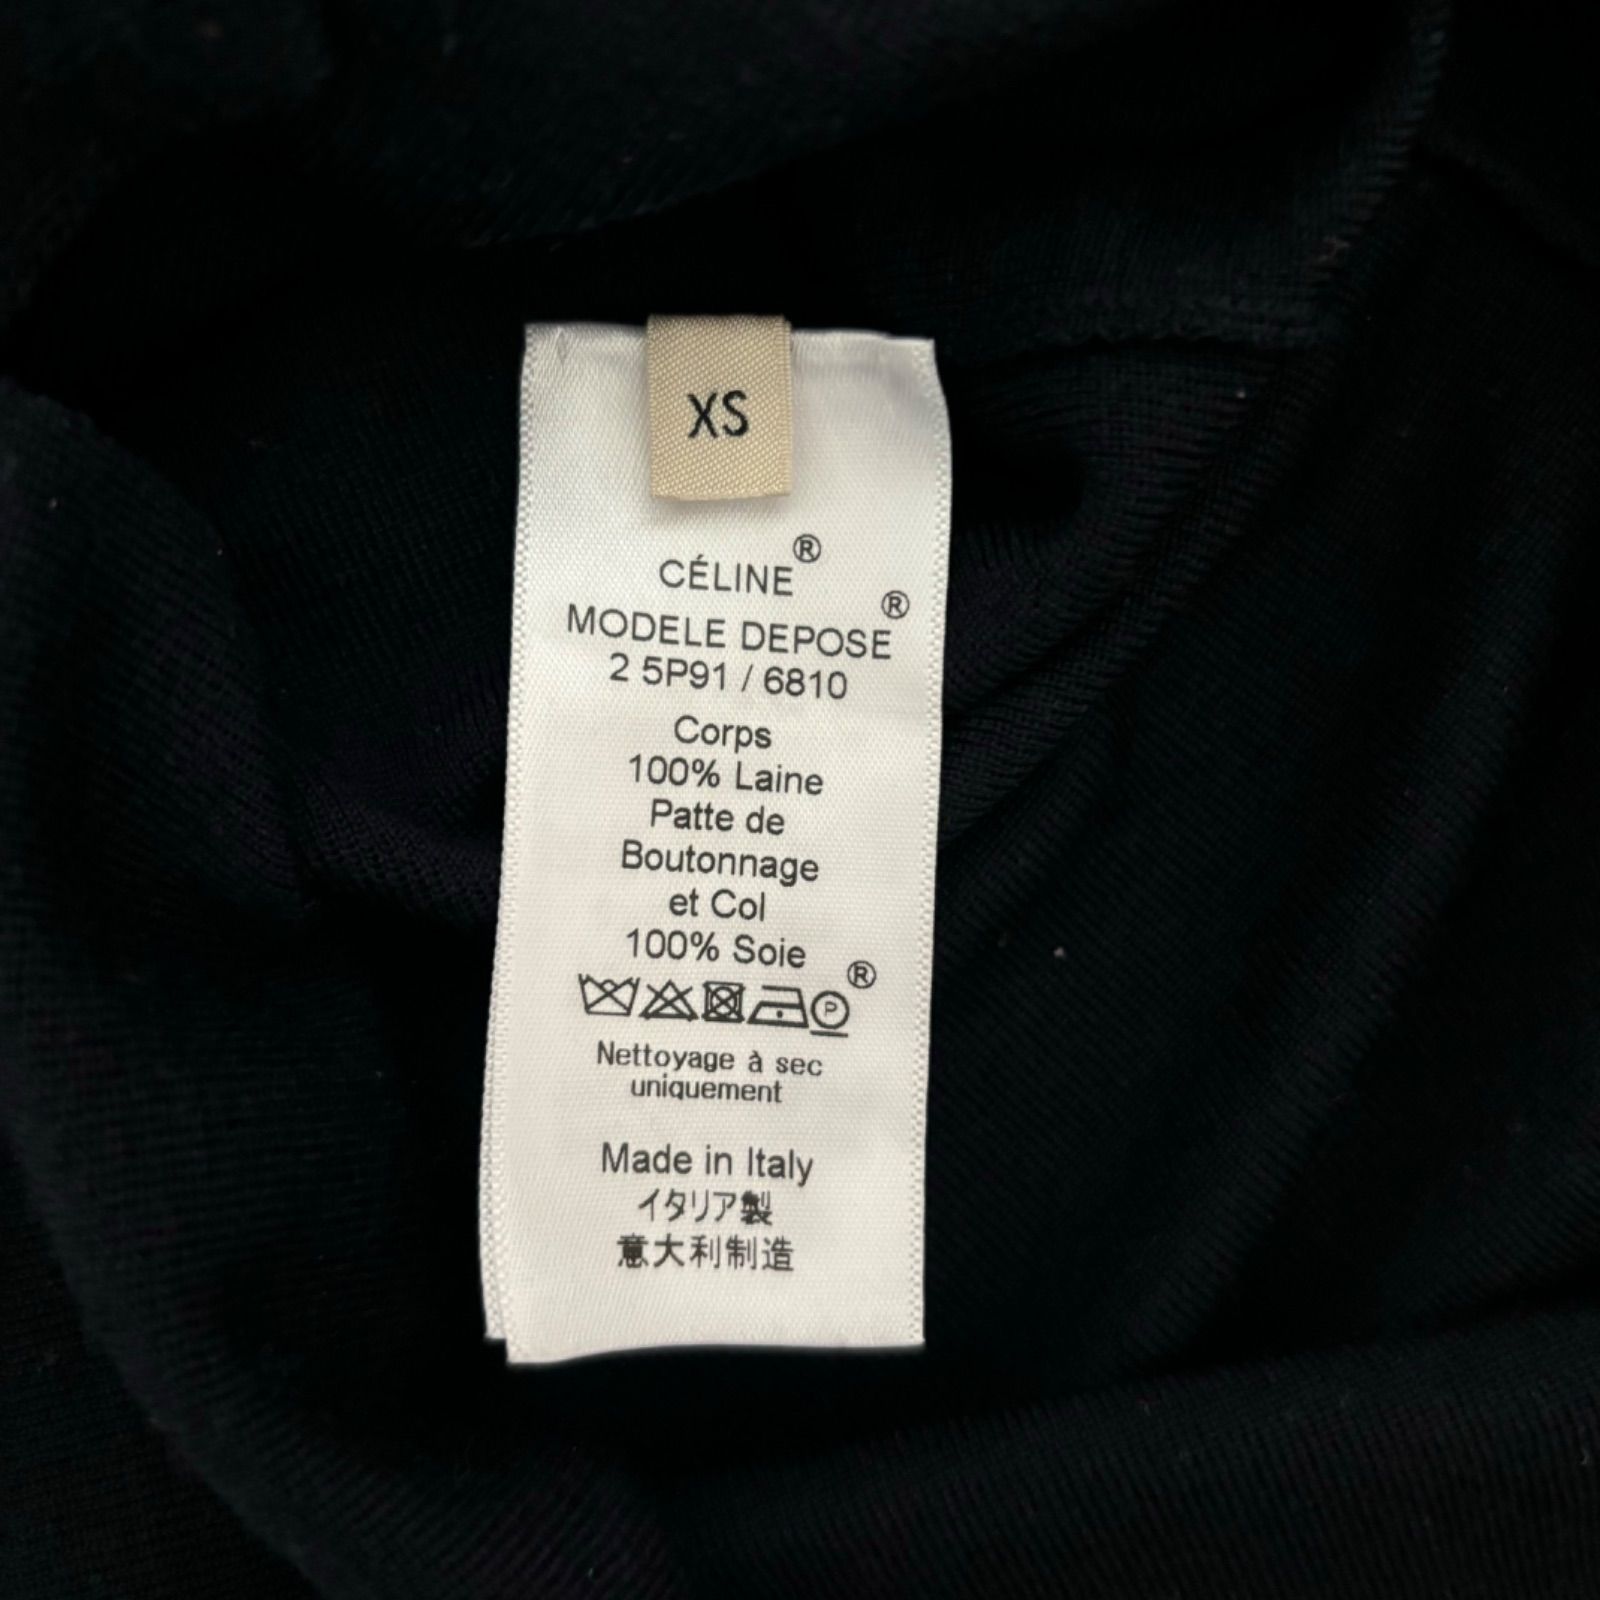 XS
CÉLINE®
MODELE DEPOSE®
2 5P91 / 6810
Corps
100% Laine
Patte de
Boutonnage
et Col
100% Soie
P ®
Nettoyage à sec
uniquement
Made in Italy
イタリア製
意大利制造